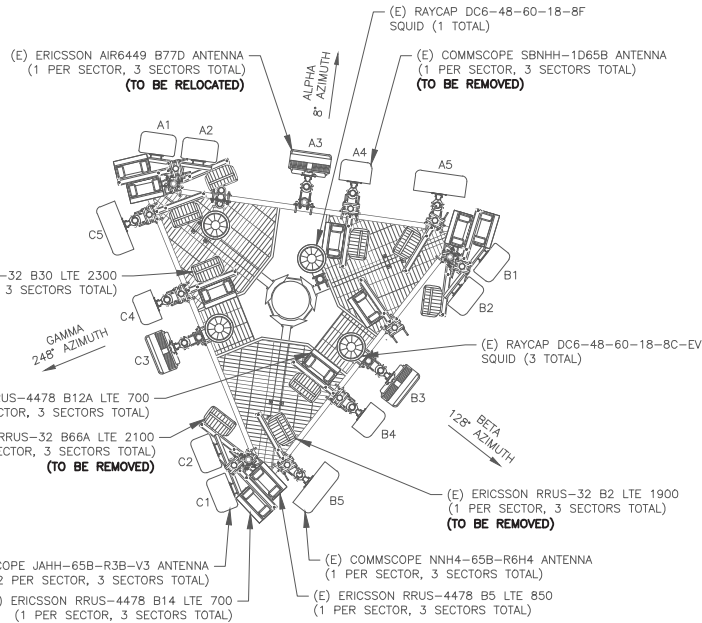 (E) RAYCAP DC6-48-60-18-8F
SQUID (1 TOTAL)
(E) ERICSSON AIR6449 B77D ANTENNA
(1 PER SECTOR, 3 SECTORS TOTAL)
(TO BE RELOCATED)
ALPHA
8° AZIMUTH
(E) COMMSCOPE SBNHH-1D65B ANTENNA
(1 PER SECTOR, 3 SECTORS TOTAL)
(TO BE REMOVED)
A1
A2
A3
A4
A5
C5
B1
B2
-32 B30 LTE 2300
3 SECTORS TOTAL)
C4
GAMMA
248° AZIMUTH
C3
(E) RAYCAP DC6-48-60-18-8C-EV
SQUID (3 TOTAL)
B3
RUS-4478 B12A LTE 700
CTOR, 3 SECTORS TOTAL)
B4
BETA
128° AZIMUTH
RRUS-32 B66A LTE 2100
ECTOR, 3 SECTORS TOTAL)
(TO BE REMOVED)
C2
C1
B5
(E) ERICSSON RRUS-32 B2 LTE 1900
(1 PER SECTOR, 3 SECTORS TOTAL)
(TO BE REMOVED)
COPE JAHH-65B-R3B-V3 ANTENNA
2 PER SECTOR, 3 SECTORS TOTAL)
(E) COMMSCOPE NNH4-65B-R6H4 ANTENNA
(1 PER SECTOR, 3 SECTORS TOTAL)
) ERICSSON RRUS-4478 B14 LTE 700
(1 PER SECTOR, 3 SECTORS TOTAL)
(E) ERICSSON RRUS-4478 B5 LTE 850
(1 PER SECTOR, 3 SECTORS TOTAL)